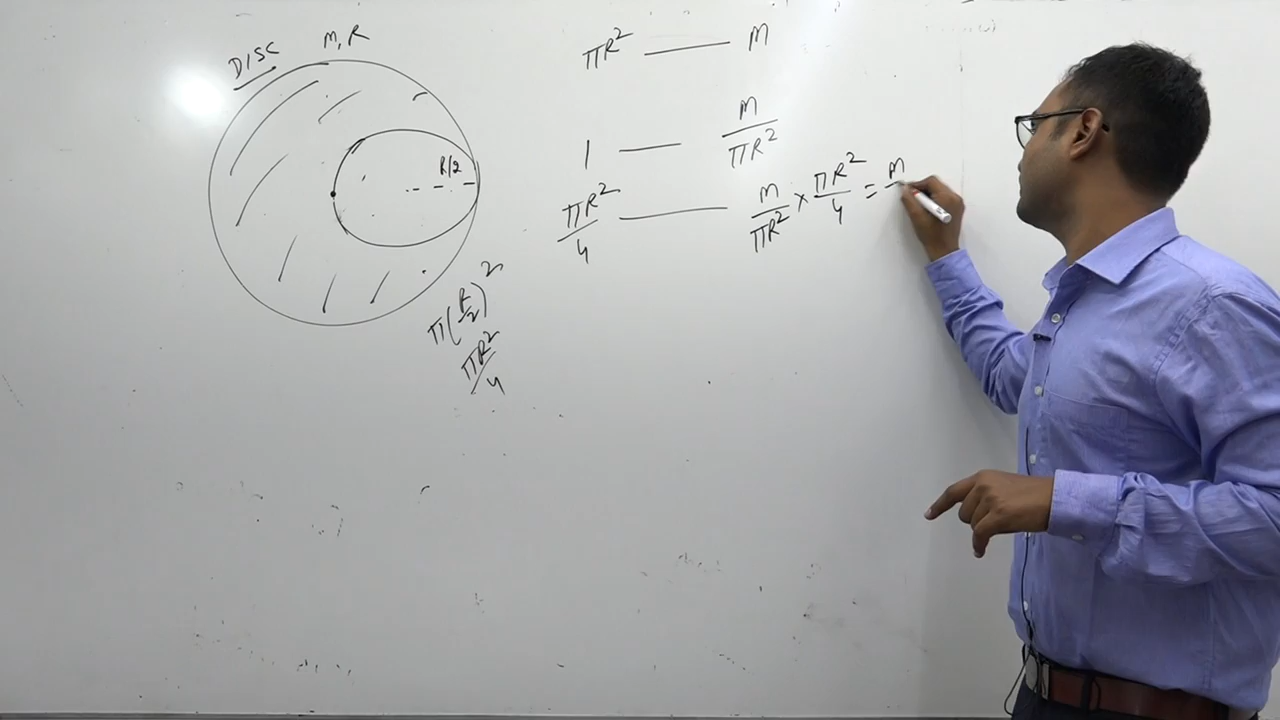 DISC M, R
R/2
π(R/2)²
πR²/4
πR² — M
1 — M/πR²
πR²/4 — M/πR² × πR²/4 = M